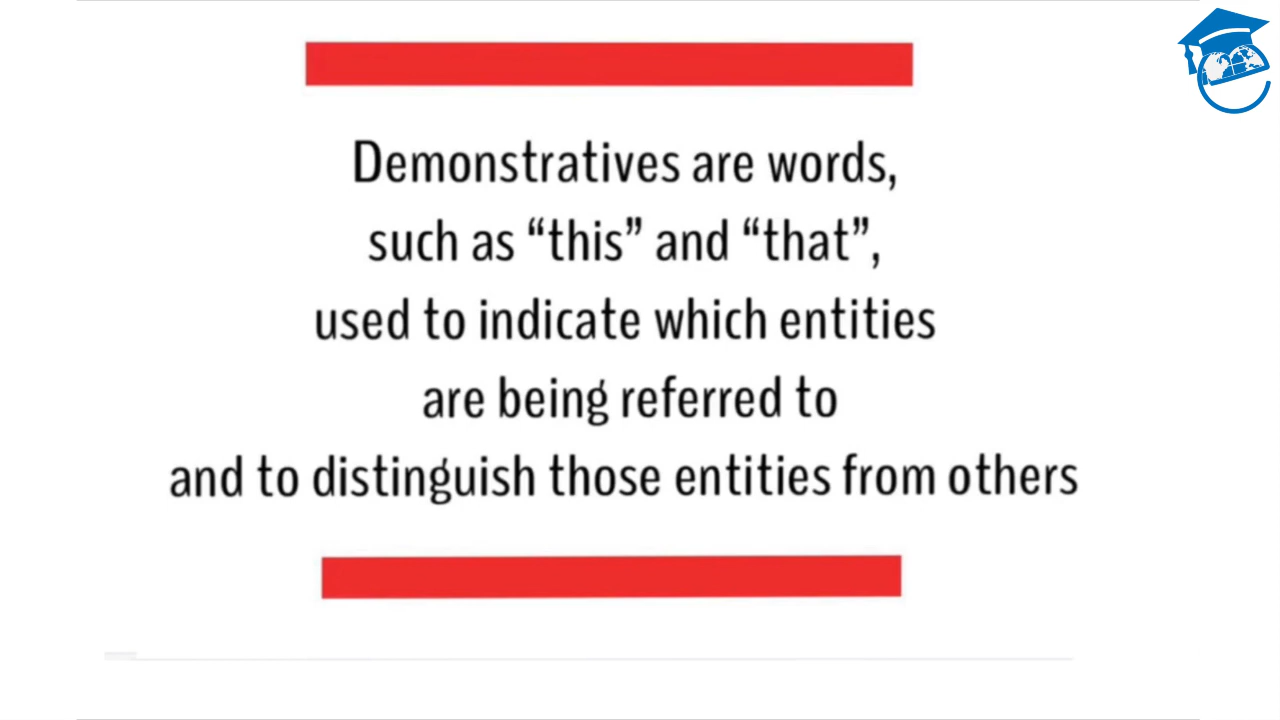 Demonstratives are words,
such as “this” and “that”,
used to indicate which entities
are being referred to
and to distinguish those entities from others